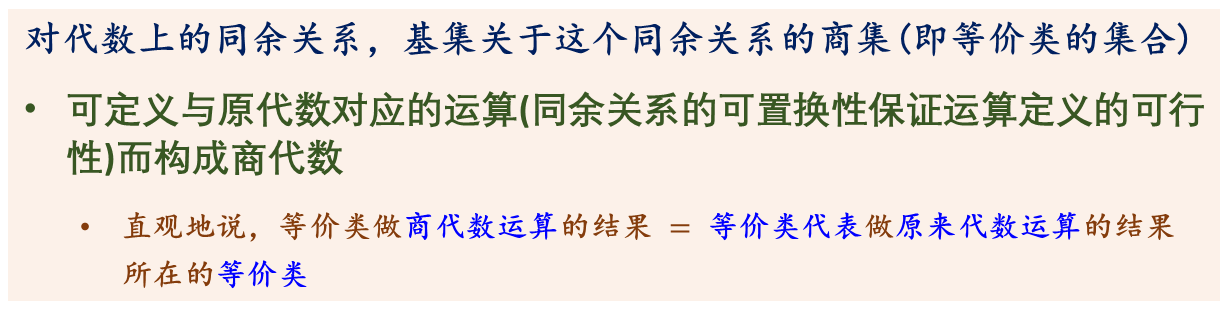 对代数上的同余关系，基集关于这个同余关系的商集(即等价类的集合)
• 可定义与原代数对应的运算(同余关系的可置换性保证运算定义的可行
性)而构成商代数
• 直观地说，等价类做商代数运算的结果 = 等价类代表做原来代数运算的结果
所在的等价类